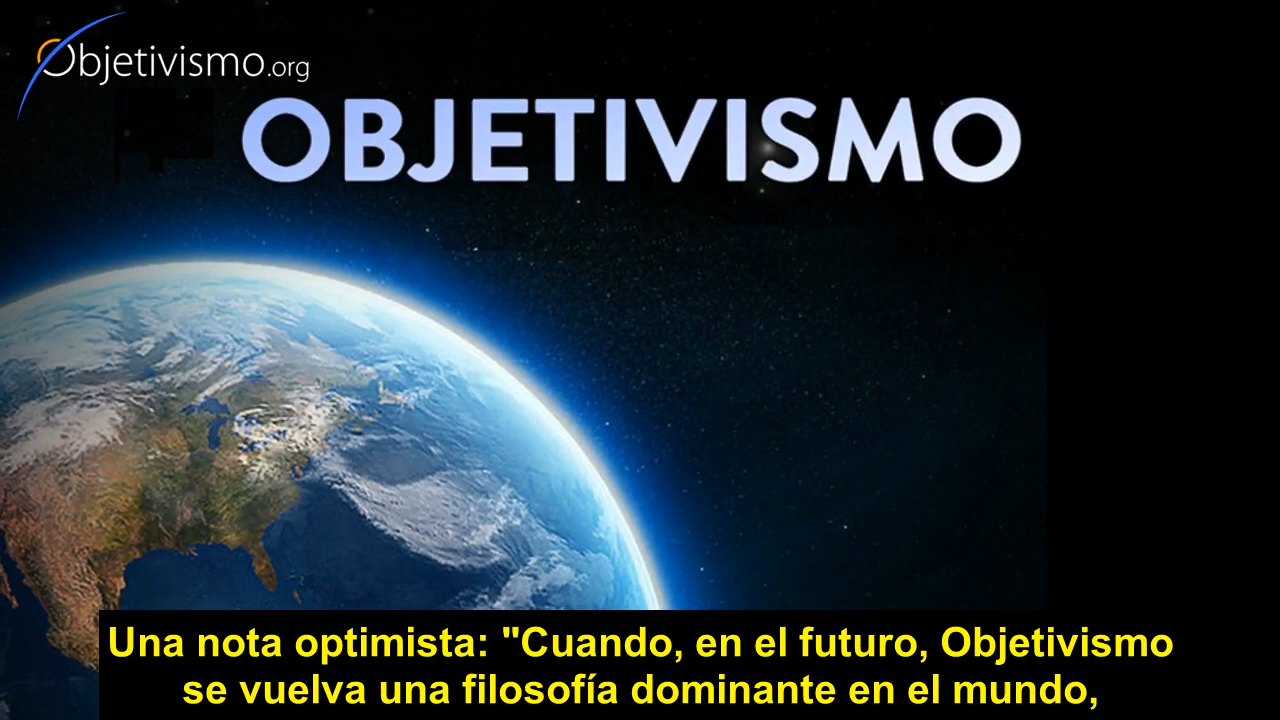 Objetivismo.org
OBJETIVISMO
Una nota optimista: "Cuando, en el futuro, Objetivismo
se vuelva una filosofía dominante en el mundo,